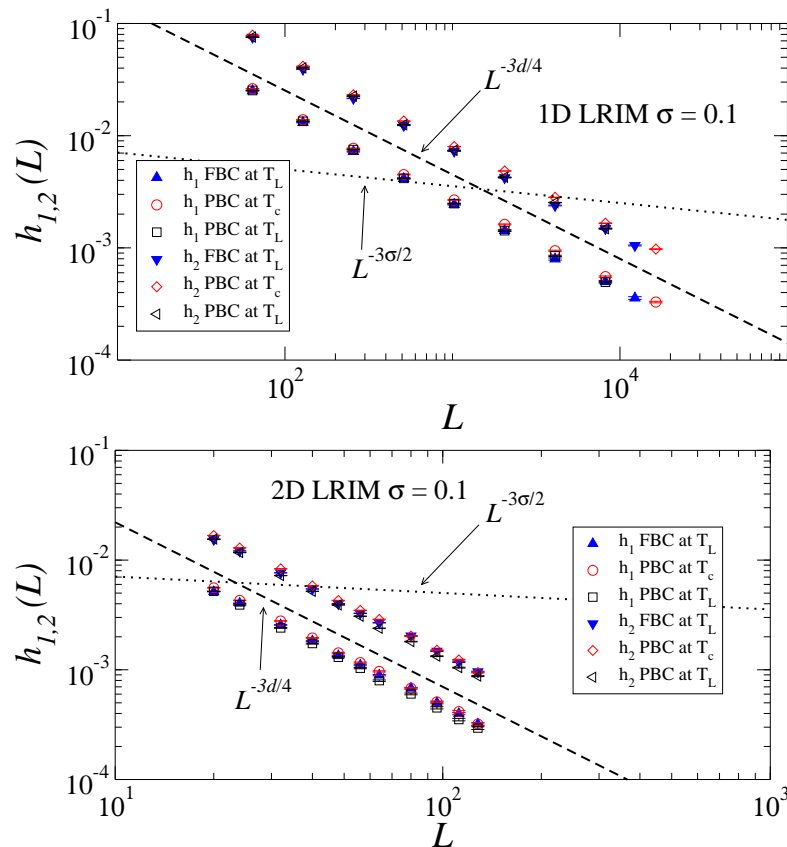 10^-1
10^-2
10^-3
10^-4
h_{1,2}(L)
L^{-3d/4}
1D LRIM σ = 0.1
L^{-3σ/2}
h_1 FBC at T_L
h_1 PBC at T_c
h_1 PBC at T_L
h_2 FBC at T_L
h_2 PBC at T_c
h_2 PBC at T_L
10^2
10^4
L
10^-1
10^-2
10^-3
10^-4
h_{1,2}(L)
2D LRIM σ = 0.1
L^{-3σ/2}
L^{-3d/4}
h_1 FBC at T_L
h_1 PBC at T_c
h_1 PBC at T_L
h_2 FBC at T_L
h_2 PBC at T_c
h_2 PBC at T_L
10^1
10^2
10^3
L